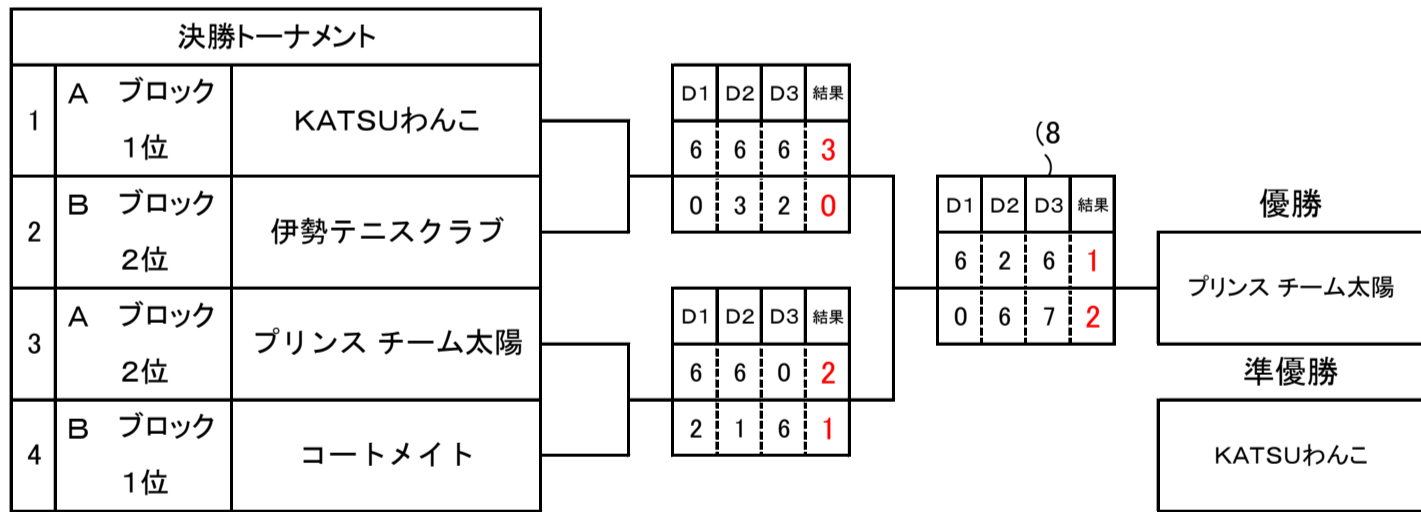 決勝トーナメント
1 A ブロック 1位 KATSUわんこ
2 B ブロック 2位 伊勢テニスクラブ
3 A ブロック 2位 プリンス チーム太陽
4 B ブロック 1位 コートメイト
D1 D2 D3 結果
6 6 6 3
0 3 2 0
D1 D2 D3 結果
6 6 0 2
2 1 6 1
(8
)
D1 D2 D3 結果
6 2 6 1
0 6 7 2
優勝
プリンス チーム太陽
準優勝
KATSUわんこ